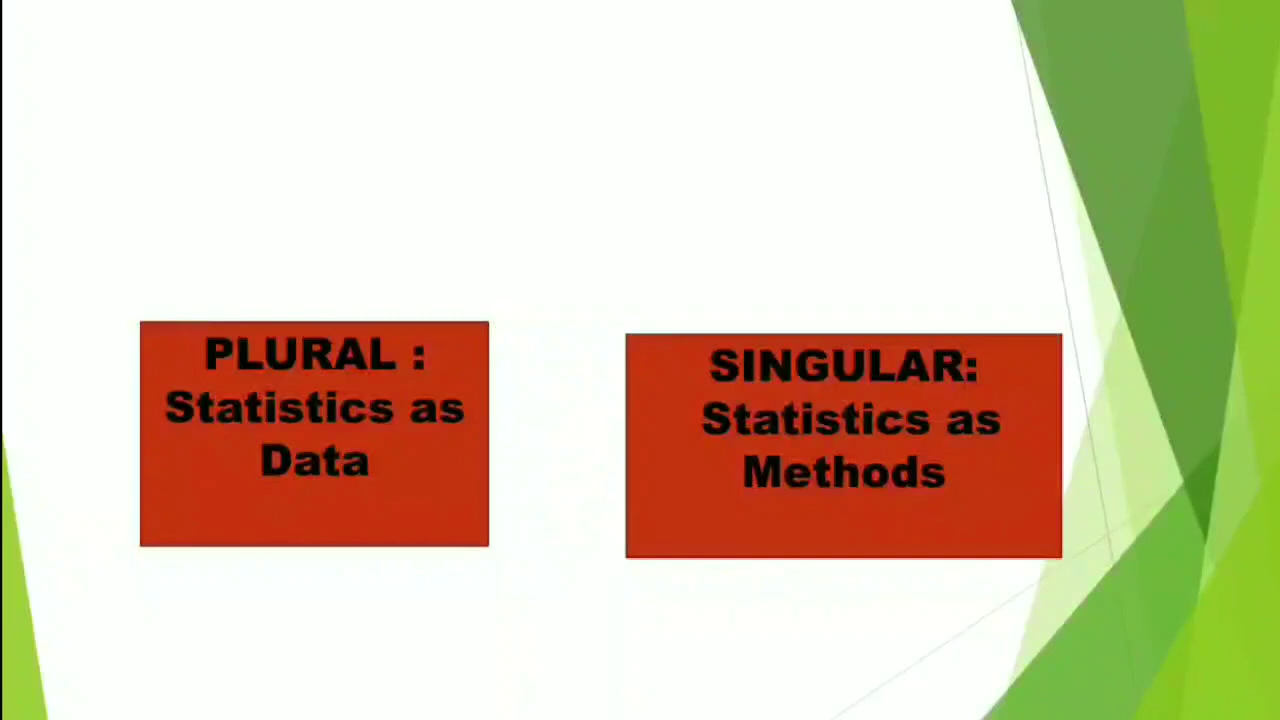 PLURAL :
Statistics as
Data
SINGULAR:
Statistics as
Methods